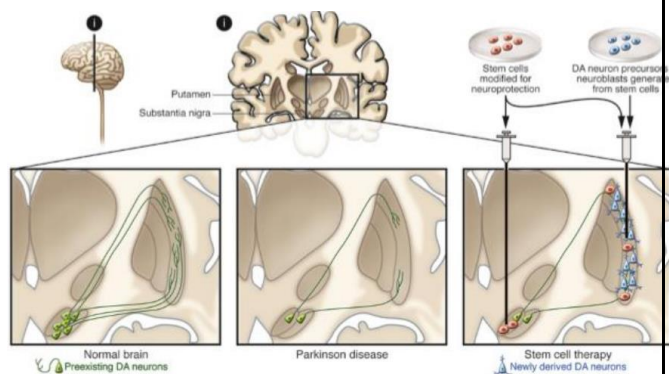 i
i
Putamen
Substantia nigra
Stem cells
modified for
neuroprotection
DA neuron precursors
neuroblasts generate
from stem cells
Normal brain
Preexisting DA neurons
Parkinson disease
Stem cell therapy
Newly derived DA neurons